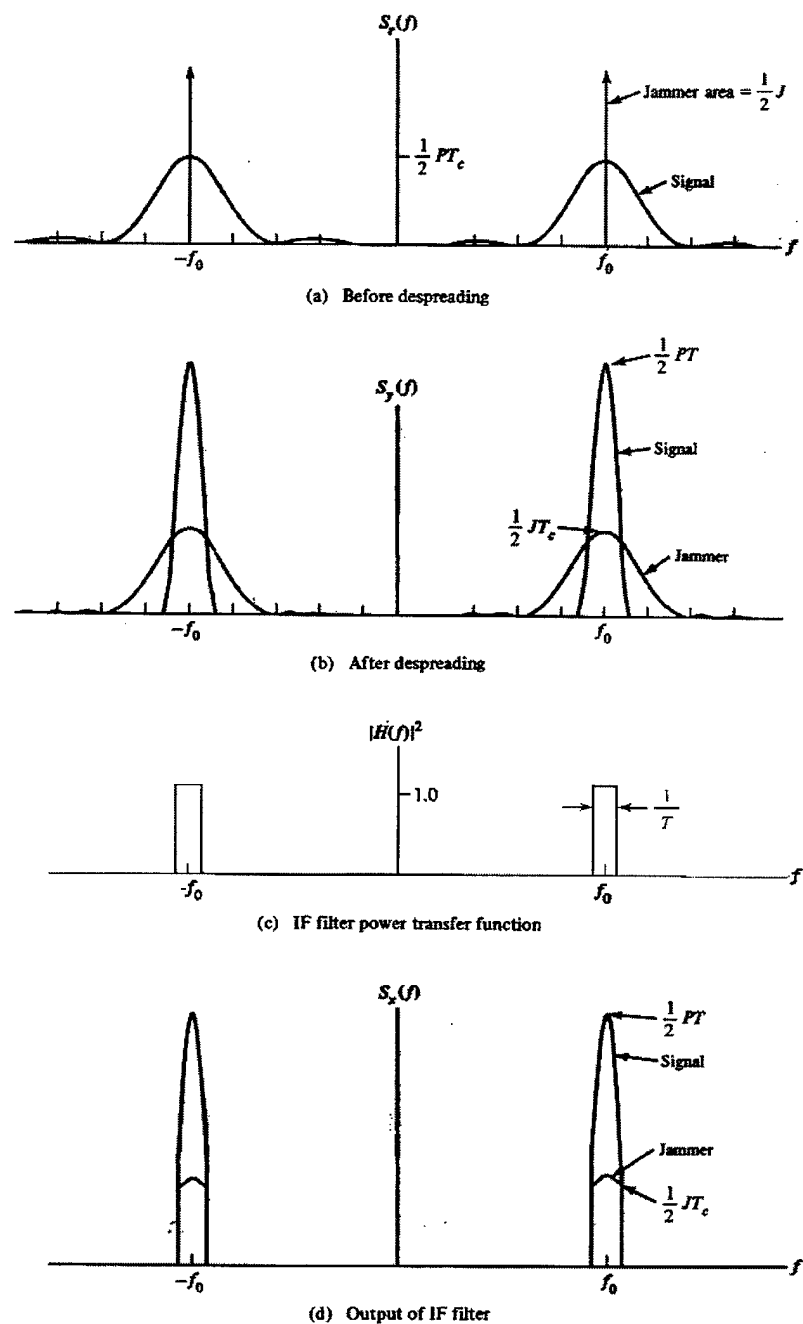 S_r(f)
Jammer area = 1/2 J
1/2 PT_c
Signal
−f_0
f_0
f
(a) Before despreading
1/2 PT
S_y(f)
Signal
1/2 JT_c
Jammer
−f_0
f_0
f
(b) After despreading
|H(f)|^2
1.0
1/T
-f_0
f_0
f
(c) IF filter power transfer function
S_x(f)
1/2 PT
Signal
Jammer
1/2 JT_c
−f_0
f_0
f
(d) Output of IF filter